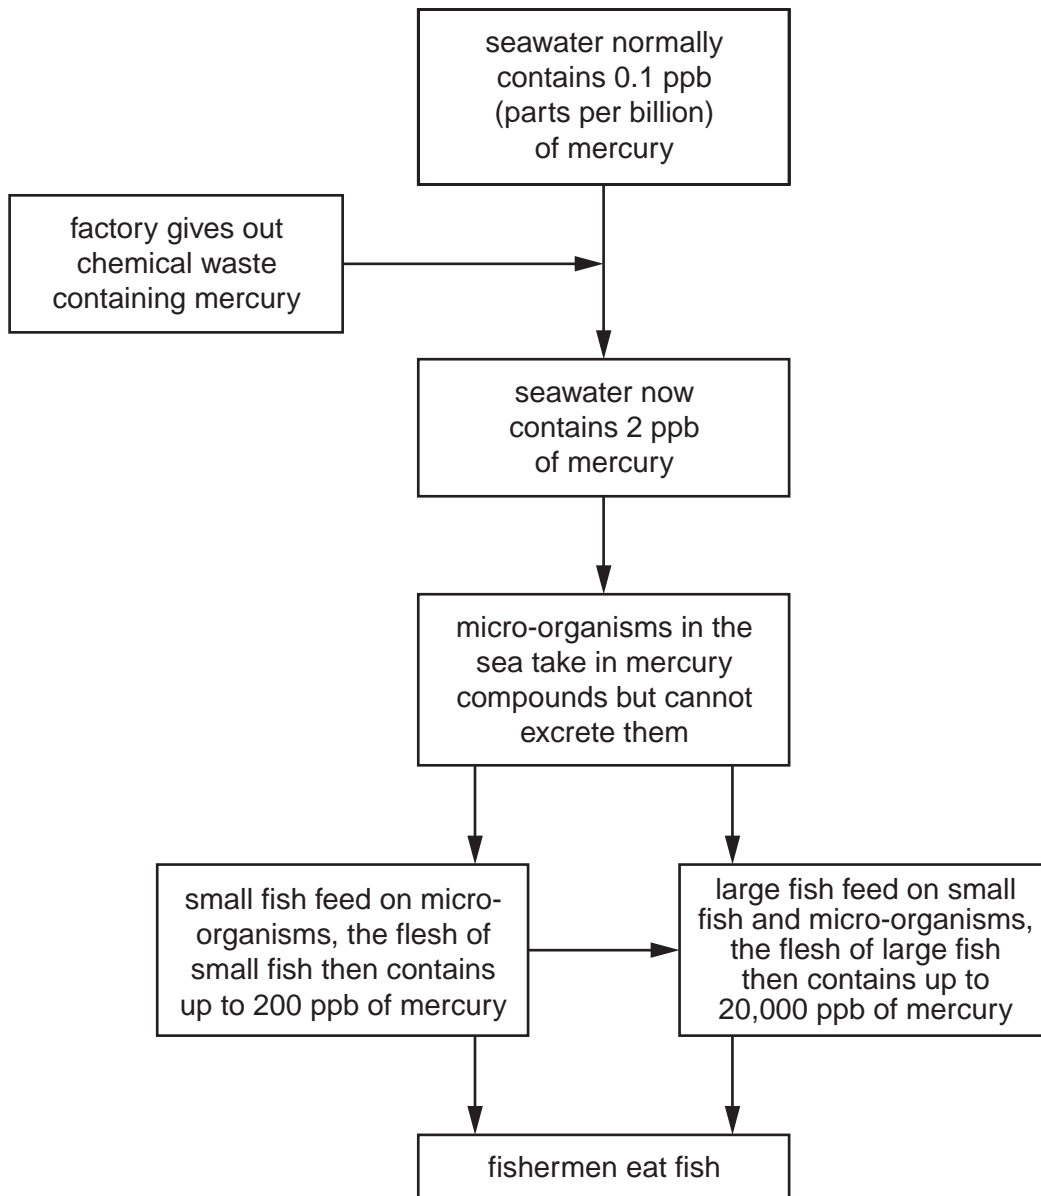 seawater normally
contains 0.1 ppb
(parts per billion)
of mercury
factory gives out
chemical waste
containing mercury
seawater now
contains 2 ppb
of mercury
micro-organisms in the
sea take in mercury
compounds but cannot
excrete them
small fish feed on micro-
organisms, the flesh of
small fish then contains
up to 200 ppb of mercury
large fish feed on small
fish and micro-organisms,
the flesh of large fish
then contains up to
20,000 ppb of mercury
fishermen eat fish